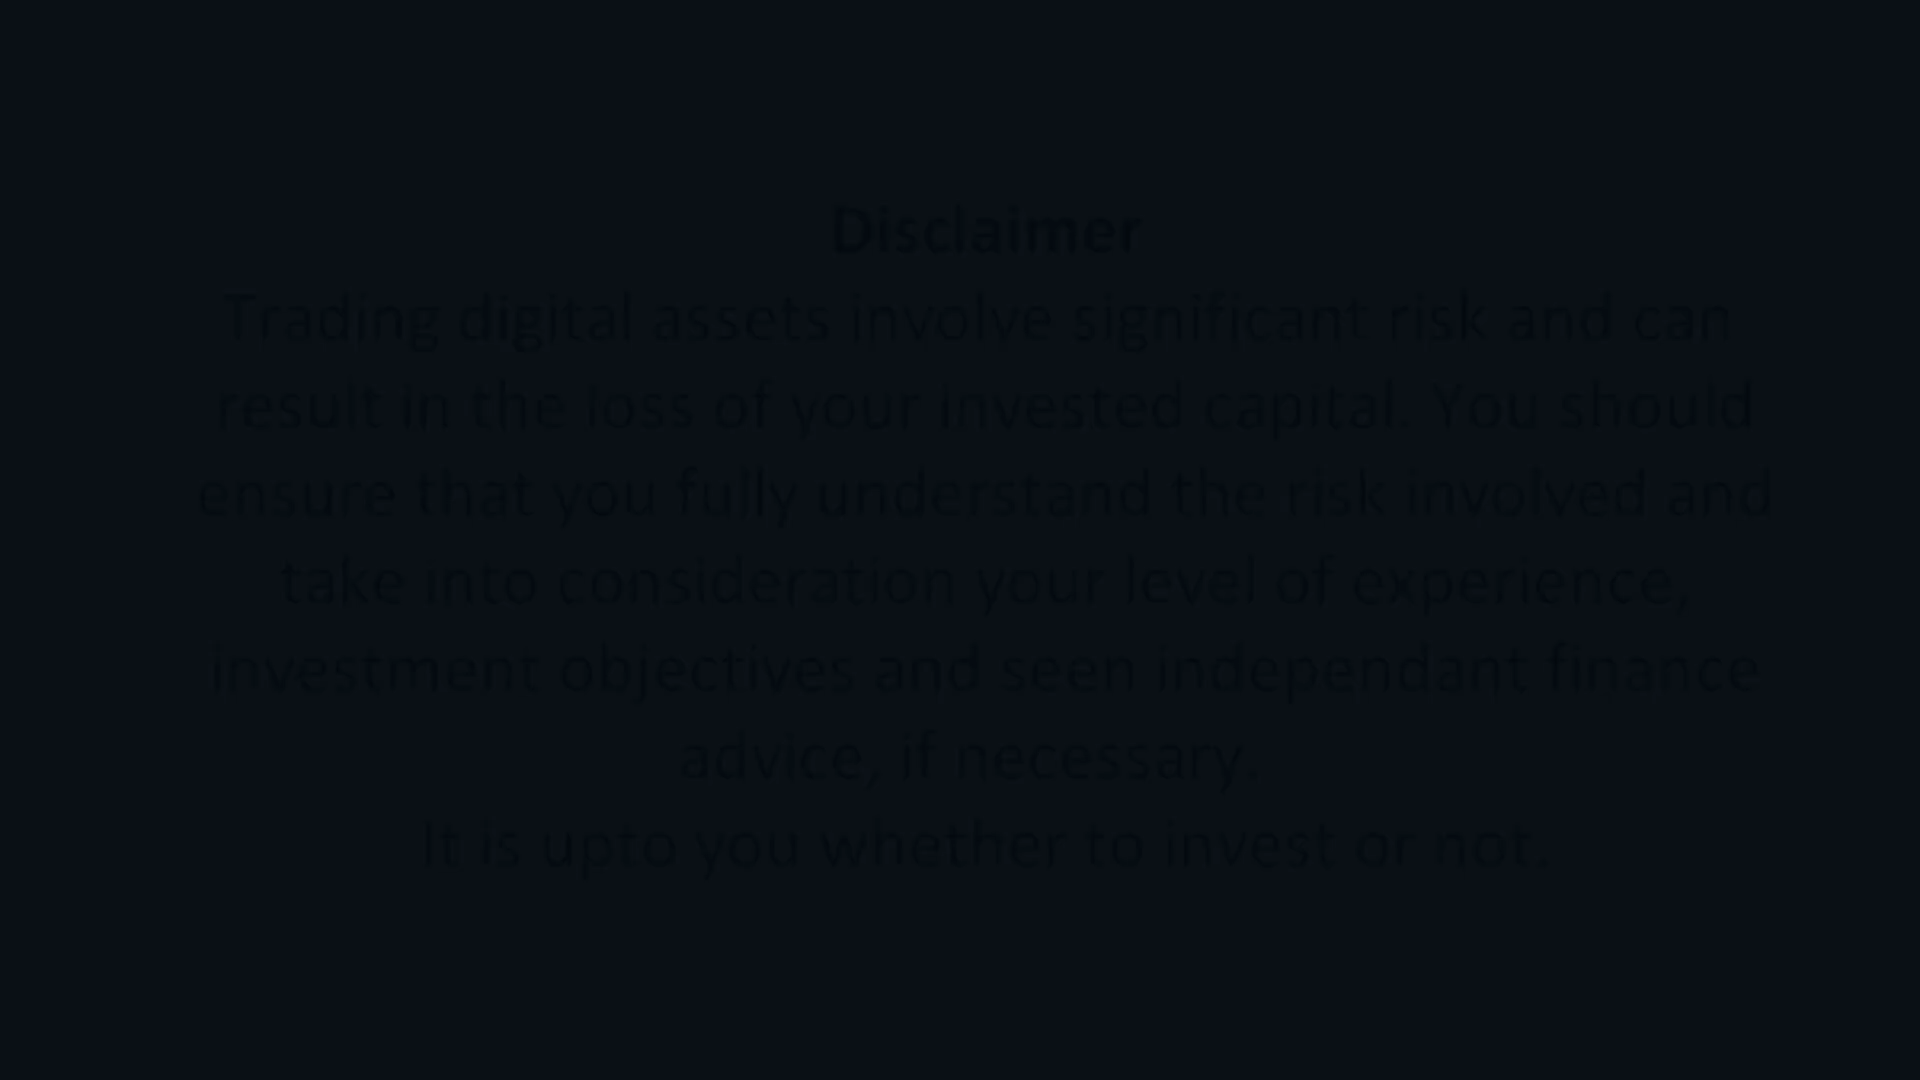 Disclaimer
Trading digital assets involve significant risk and can
result in the loss of your invested capital. You should
ensure that you fully understand the risk involved and
take into consideration your level of experience,
investment objectives and seen independant finance
advice, if necessary.
It is upto you whether to invest or not.